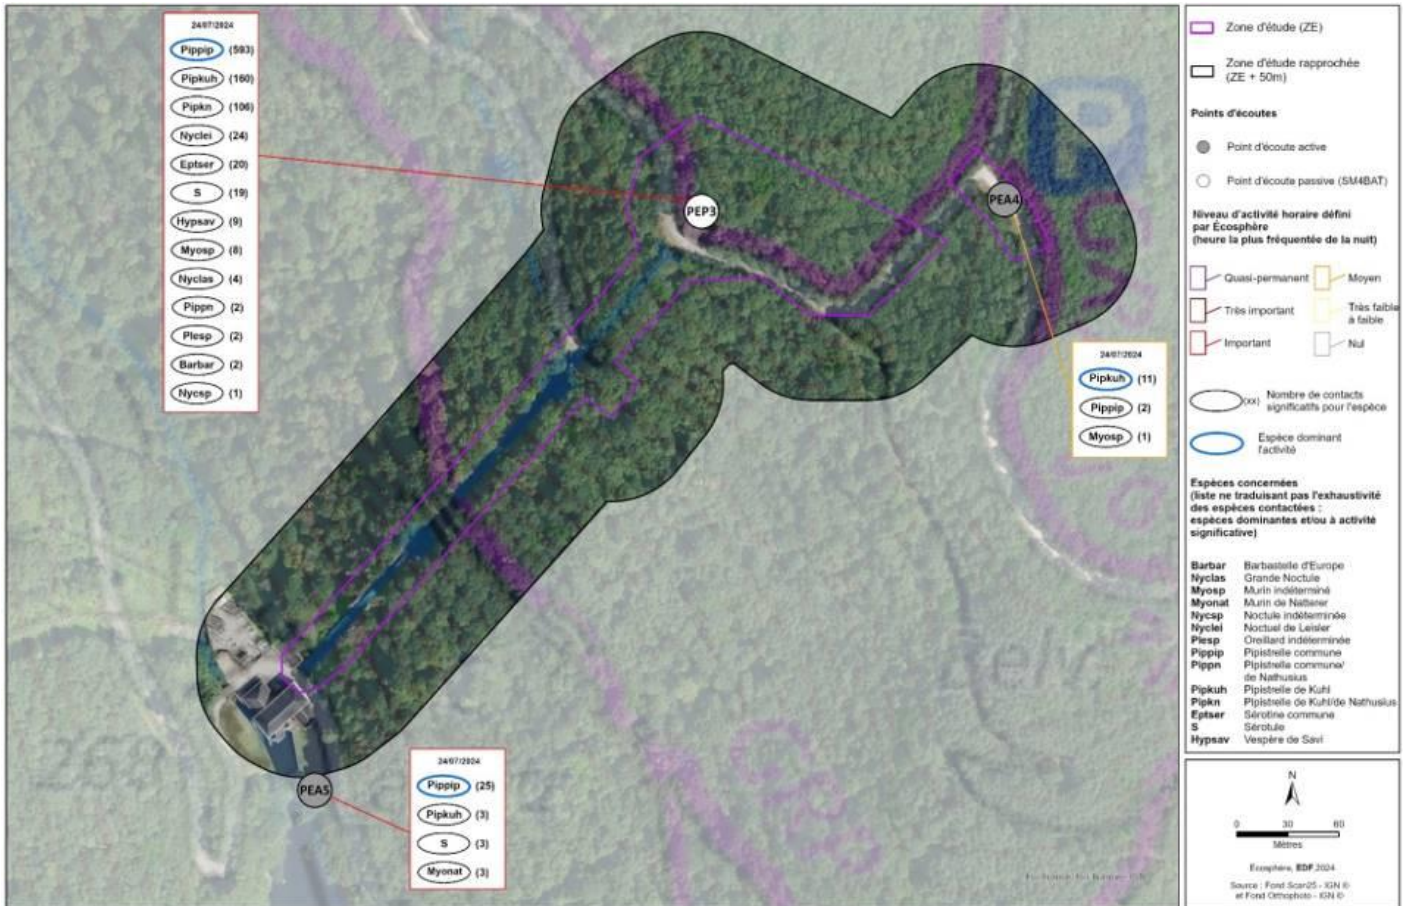 24/07/2024
Pippip (593)
Pipkuh (160)
Pipkn (106)
Nyclei (24)
Eptser (20)
S (19)
Hypsav (9)
Myosp (8)
Nyclas (4)
Pippn (2)
Plesp (2)
Barbar (2)
Nycsp (1)
PEP3
PEA4
24/07/2024
Pipkuh (11)
Pippip (2)
Myosp (1)
PEA5
24/07/2024
Pippip (25)
Pipkuh (3)
S (3)
Myonat (3)
Zone d'étude (ZE)
Zone d'étude rapprochée
(ZE + 50m)
Points d'écoutes
Point d'écoute active
Point d'écoute passive (SM4BAT)
Niveau d'activité horaire défini
par Écosphère
(heure la plus fréquentée de la nuit)
Quasi-permanent
Moyen
Très important
Très faible
à faible
Important
Nul
(xx)
Nombre de contacts
significatifs pour l'espèce
Espèce dominant
l'activité
Espèces concernées
(liste ne traduisant pas l'exhaustivité
des espèces contactées :
espèces dominantes et/ou à activité
significative)
Barbar Barbastelle d'Europe
Nyclas Grande Noctule
Myosp Murin indéterminé
Myonat Murin de Natterer
Nycsp Noctule indéterminée
Nyclei Noctuel de Leisler
Plesp Oreillard indéterminée
Pippip Pipistrelle commune
Pippn Pipistrelle commune/
de Nathusius
Pipkuh Pipistrelle de Kuhl
Pipkn Pipistrelle de Kuhl/de Nathusius
Eptser Sérotine commune
S Sérotule
Hypsav Vespère de Savi
N
0 30 60
Mètres
Ecosphère, EDF 2024
Source : Fond Scan25 - IGN ©
et Fond Orthophoto - IGN ©